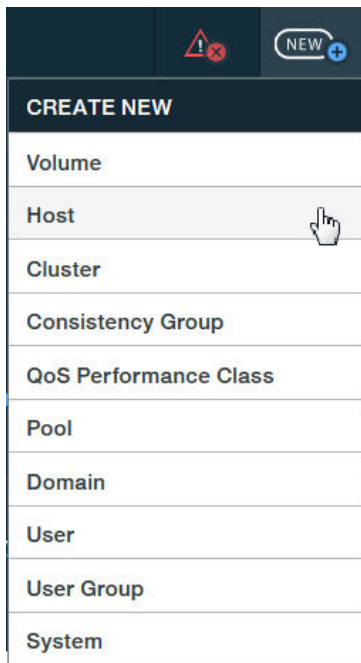 NEW
CREATE NEW
Volume
Host
Cluster
Consistency Group
QoS Performance Class
Pool
Domain
User
User Group
System